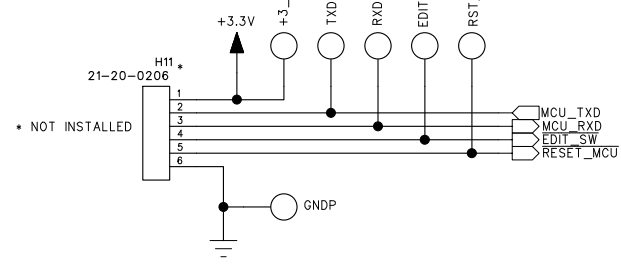 +3.3V
+3_
TXD
RXD
EDIT
RST_
H11 *
21-20-0206
* NOT INSTALLED
1
2
3
4
5
6
MCU_TXD
MCU_RXD
EDIT_SW
RESET_MCU
GNDP